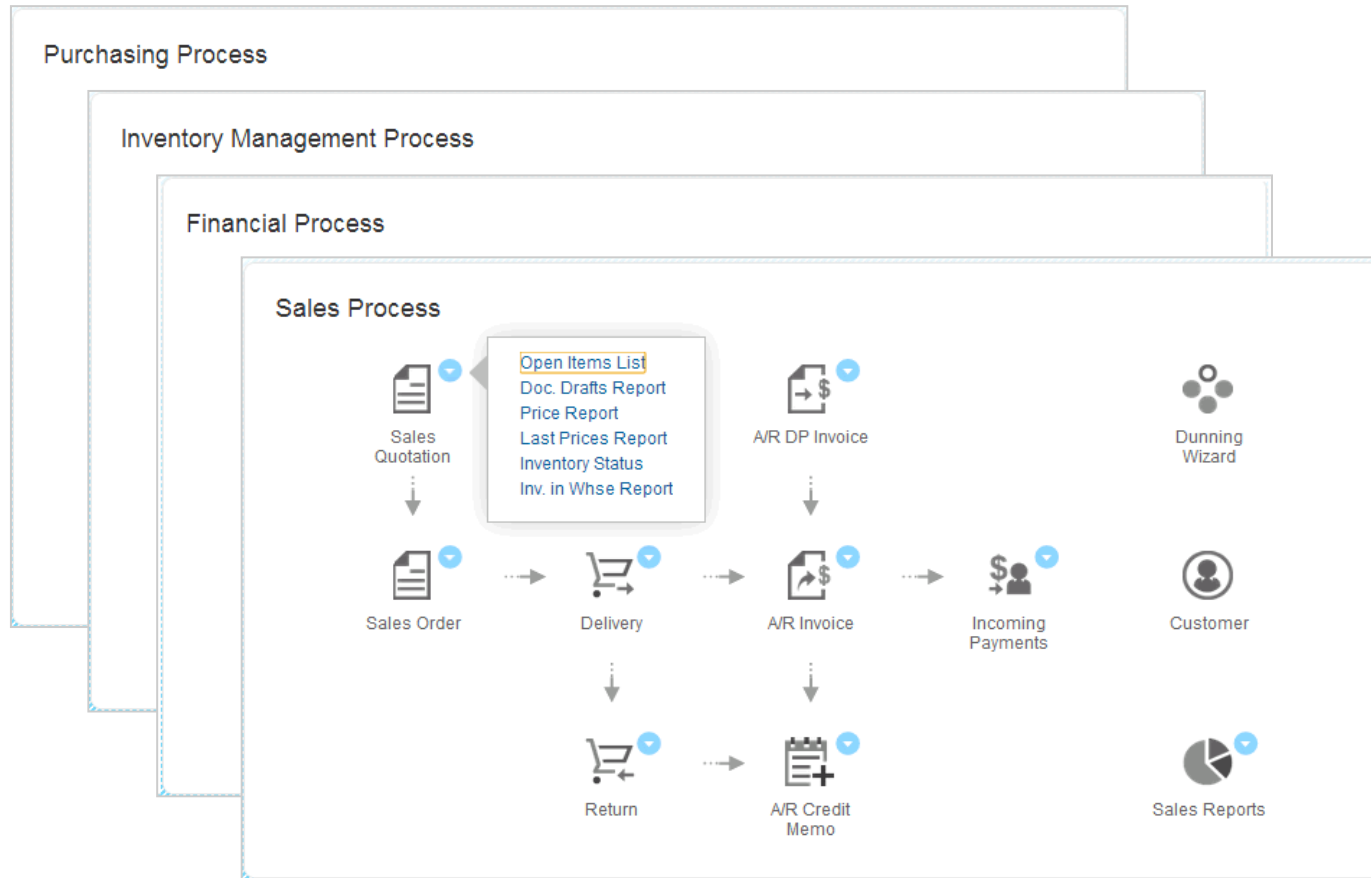 Purchasing Process
Inventory Management Process
Financial Process
Sales Process
Open Items List
Doc. Drafts Report
Price Report
Last Prices Report
Inventory Status
Inv. in Whse Report
Sales
Quotation
A/R DP Invoice
Dunning
Wizard
Sales Order
Delivery
A/R Invoice
Incoming
Payments
Customer
Return
A/R Credit
Memo
Sales Reports